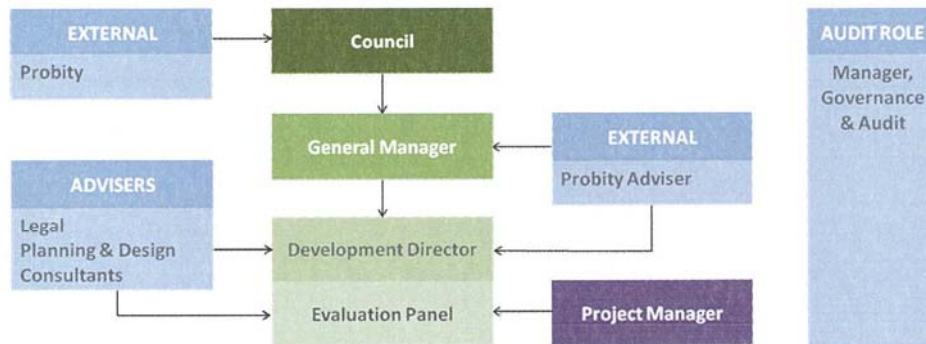 EXTERNAL
Probity
Council
AUDIT ROLE
Manager,
Governance
& Audit
General Manager
EXTERNAL
Probity Adviser
ADVISERS
Legal
Planning & Design
Consultants
Development Director
Evaluation Panel
Project Manager